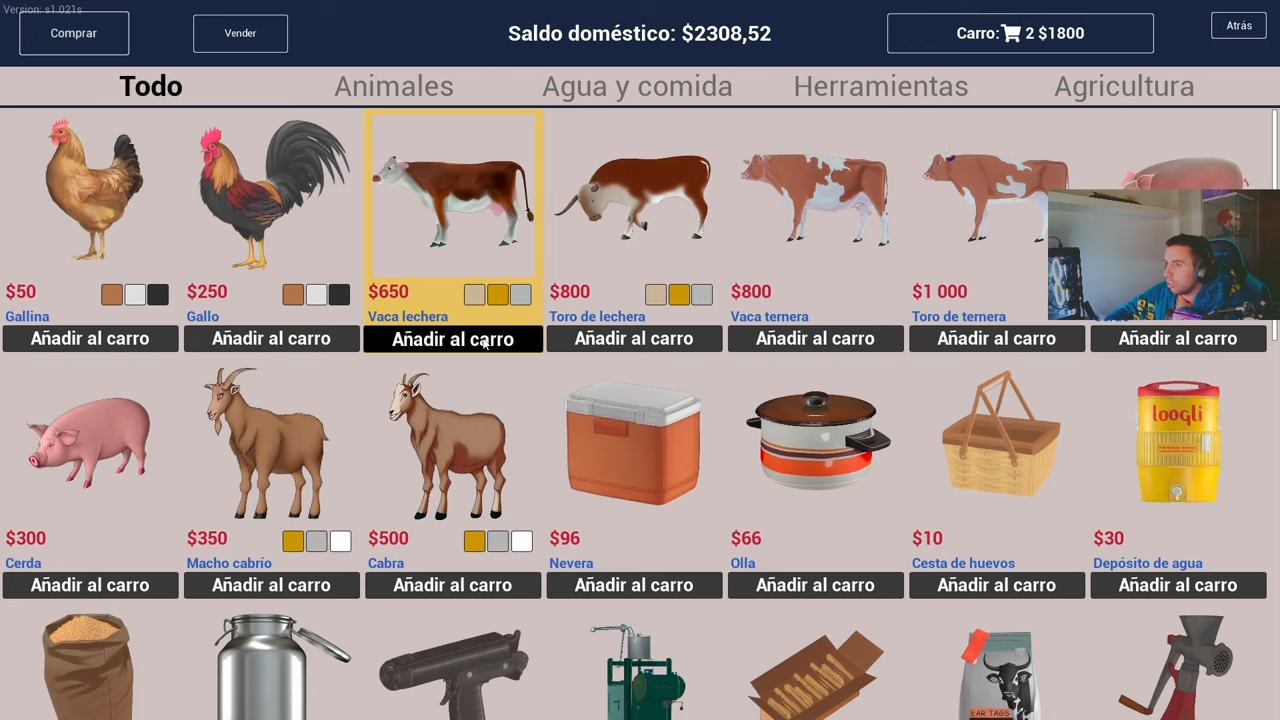 Version: s1.021s
Comprar
Vender
Saldo doméstico: $2308,52
Carro: 2 $1800
Atrás
Todo
Animales
Agua y comida
Herramientas
Agricultura
$50
Gallina
Añadir al carro
$250
Gallo
Añadir al carro
$650
Vaca lechera
Añadir al carro
$800
Toro de lechera
Añadir al carro
$800
Vaca ternera
Añadir al carro
$1 000
Toro de ternera
Añadir al carro
Añadir al carro
$300
Cerda
Añadir al carro
$350
Macho cabrío
Añadir al carro
$500
Cabra
Añadir al carro
$96
Nevera
Añadir al carro
$66
Olla
Añadir al carro
$10
Cesta de huevos
Añadir al carro
looqli
$30
Depósito de agua
Añadir al carro
EAR TAGS